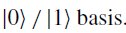 |0⟩ / |1⟩ basis.